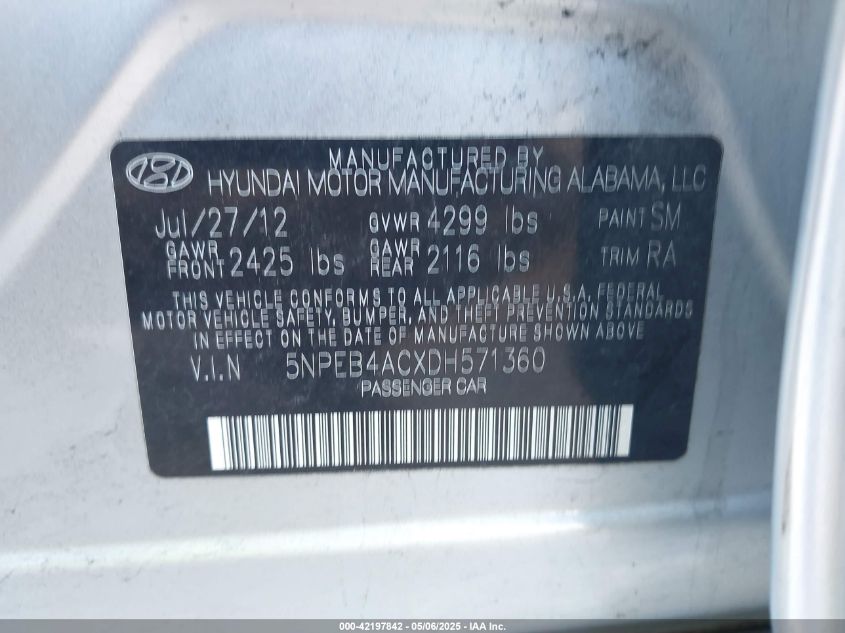 MANUFACTURED BY
HYUNDAI MOTOR MANUFACTURING ALABAMA, LLC
Jul/27/12 GVWR 4299 lbs PAINT SM
GAWR FRONT 2425 lbs GAWR REAR 2116 lbs TRIM RA
THIS VEHICLE CONFORMS TO ALL APPLICABLE U.S.A. FEDERAL
MOTOR VEHICLE SAFETY, BUMPER, AND THEFT PREVENTION STANDARDS
IN EFFECT ON THE DATE OF MANUFACTURE SHOWN ABOVE
V.I.N 5NPEB4ACXDH571360
PASSENGER CAR
000-42197842 - 05/06/2025 - IAA Inc.